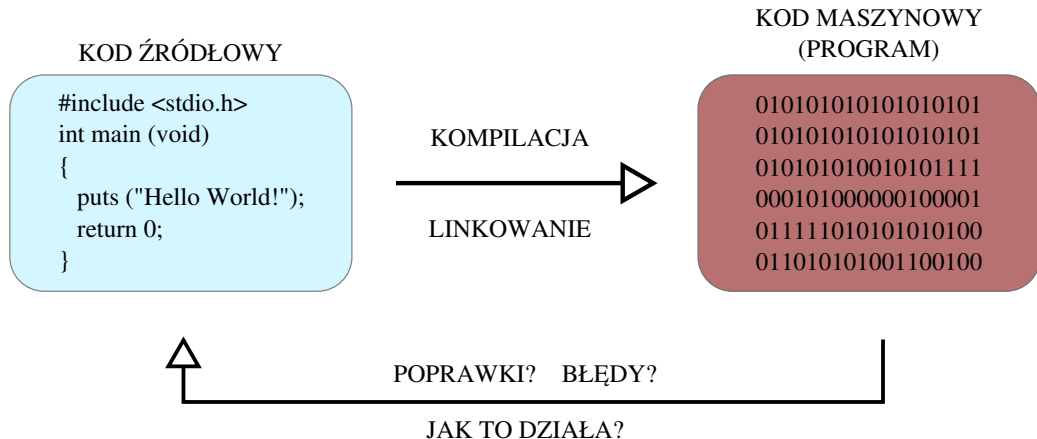 KOD ŹRÓDŁOWY
#include <stdio.h>
int main (void)
{
puts ("Hello World!");
return 0;
}
KOMPILACJA
LINKOWANIE
KOD MASZYNOWY
(PROGRAM)
010101010101010101
010101010101010101
010101010010101111
000101000000100001
011111010101010100
011010101001100100
POPRAWKI? BŁĘDY?
JAK TO DZIAŁA?